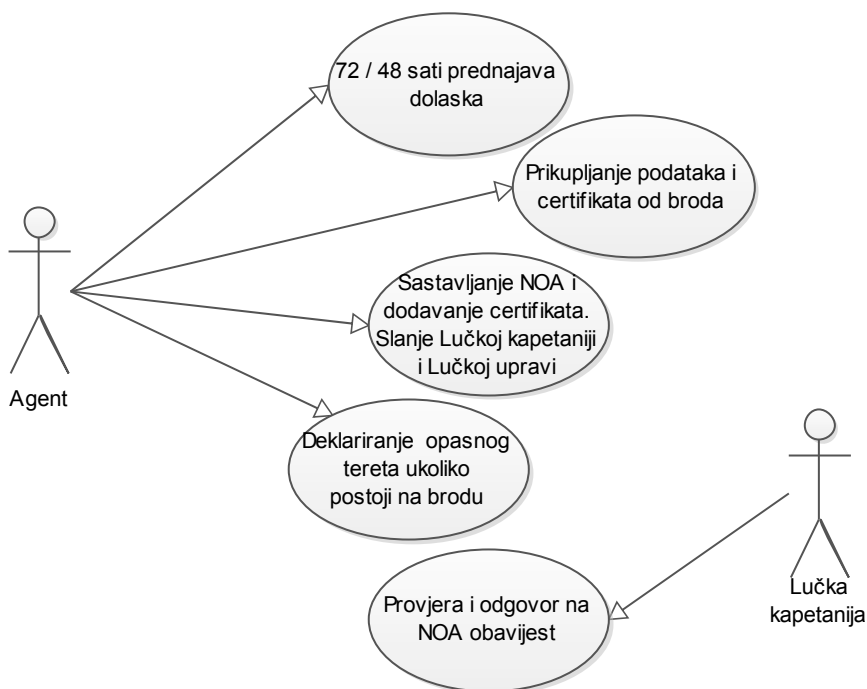 72 / 48 sati prednajava
dolaska
Prikupljanje podataka i
certifikata od broda
Sastavljanje NOA i
dodavanje certifikata.
Slanje Lučkoj kapetaniji
i Lučkoj upravi
Agent
Deklariranje opasnog
tereta ukoliko
postoji na brodu
Lučka
kapetanija
Provjera i odgovor na
NOA obavijest